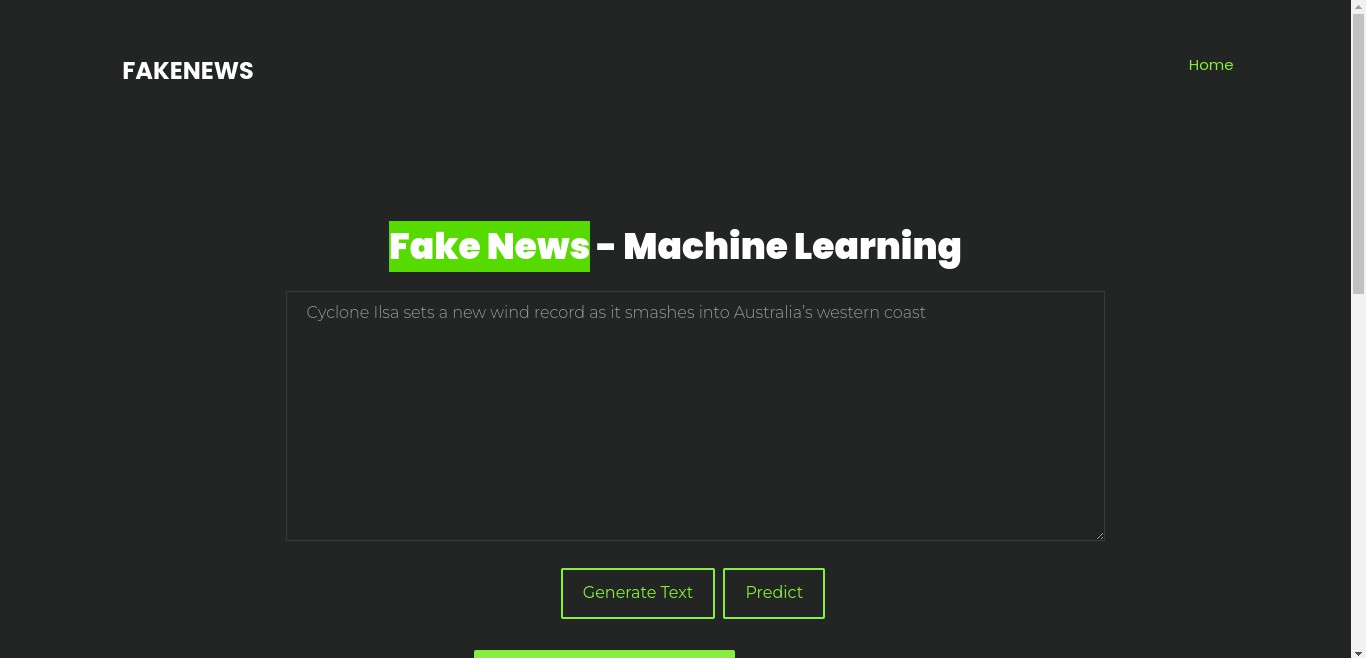 FAKENEWS
Home
Fake News - Machine Learning
Cyclone Ilsa sets a new wind record as it smashes into Australia's western coast
Generate Text
Predict